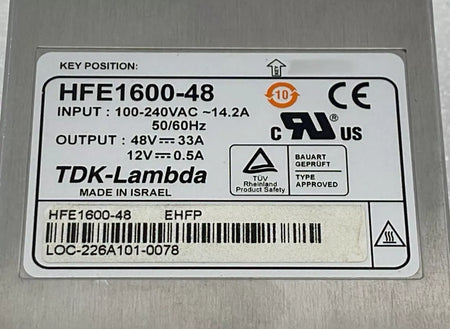 KEY POSITION:
HFE1600-48
INPUT : 100-240VAC ~14.2A
50/60Hz
OUTPUT : 48V⎓33A
12V⎓0.5A
TDK-Lambda
MADE IN ISRAEL
10
CE
c RU US
TÜV
Rheinland
Product Safety
BAUART
GEPRÜFT
TYPE
APPROVED
HFE1600-48 EHFP
LOC-226A101-0078